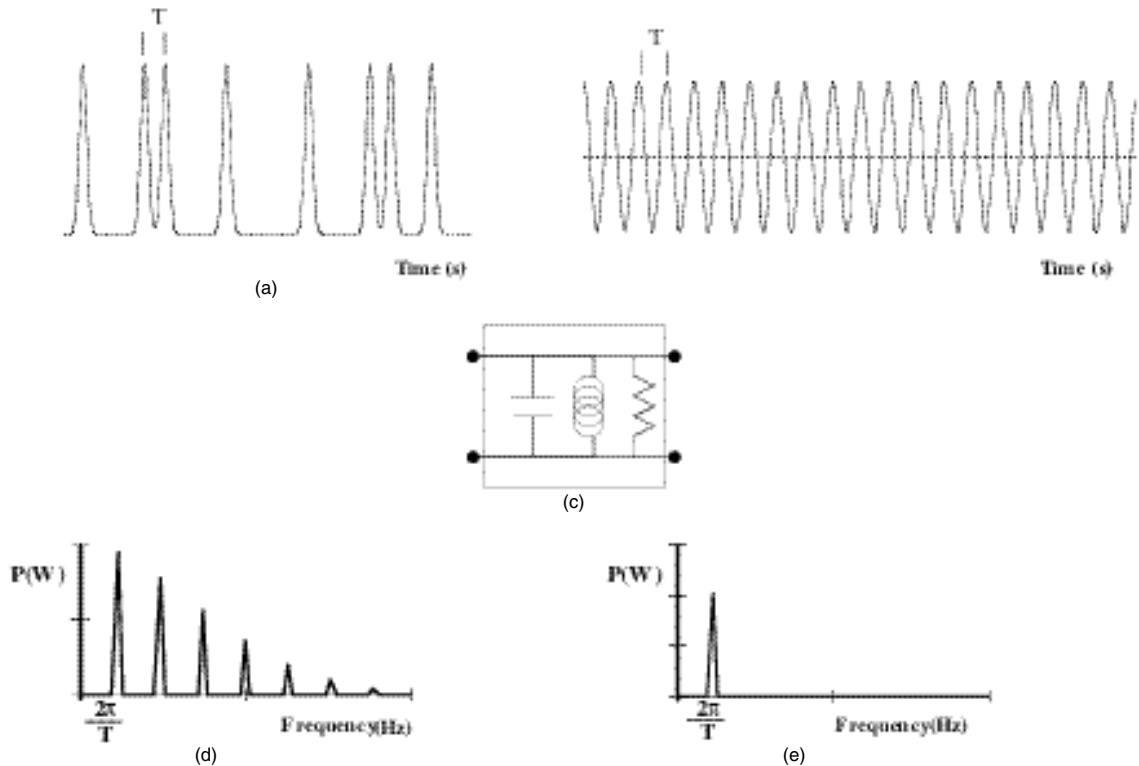 T
T
Time (s)
(a)
Time (s)
(c)
P(W)
2π
T
Frequency(Hz)
(d)
P(W)
2π
T
Frequency(Hz)
(e)